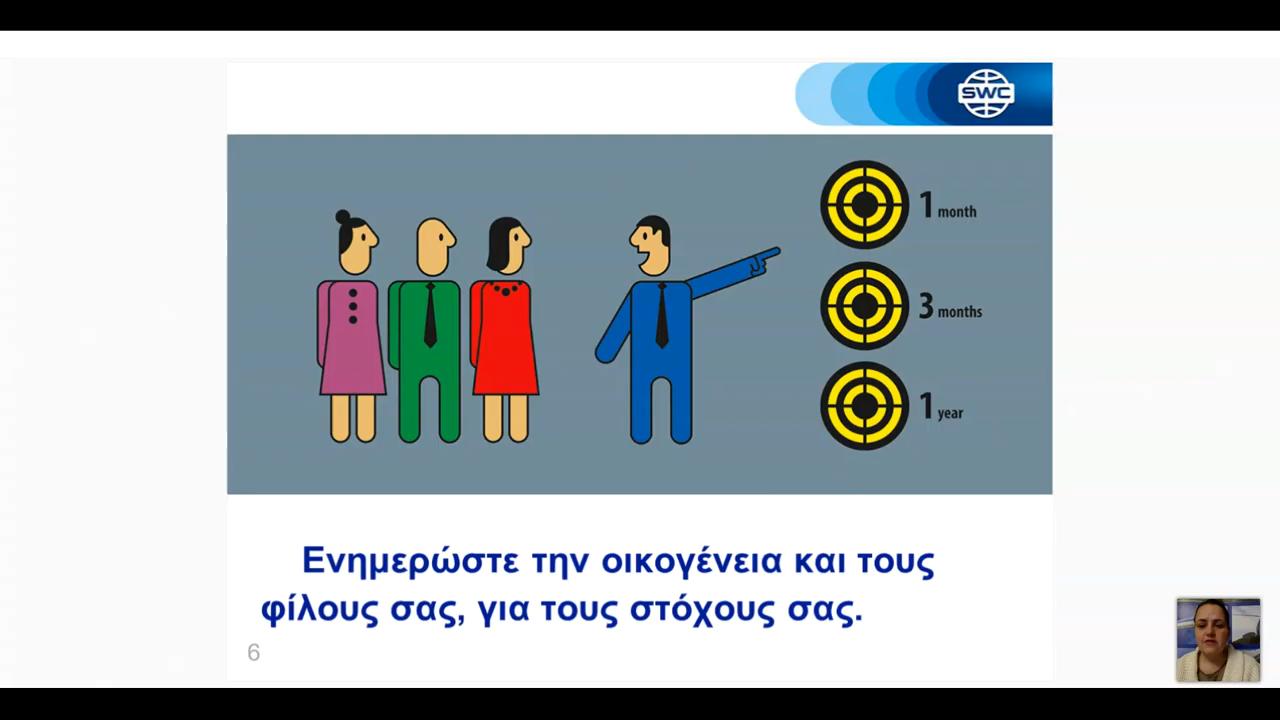 SWC
1 month
3 months
1 year
Ενημερώστε την οικογένεια και τους
φίλους σας, για τους στόχους σας.
6